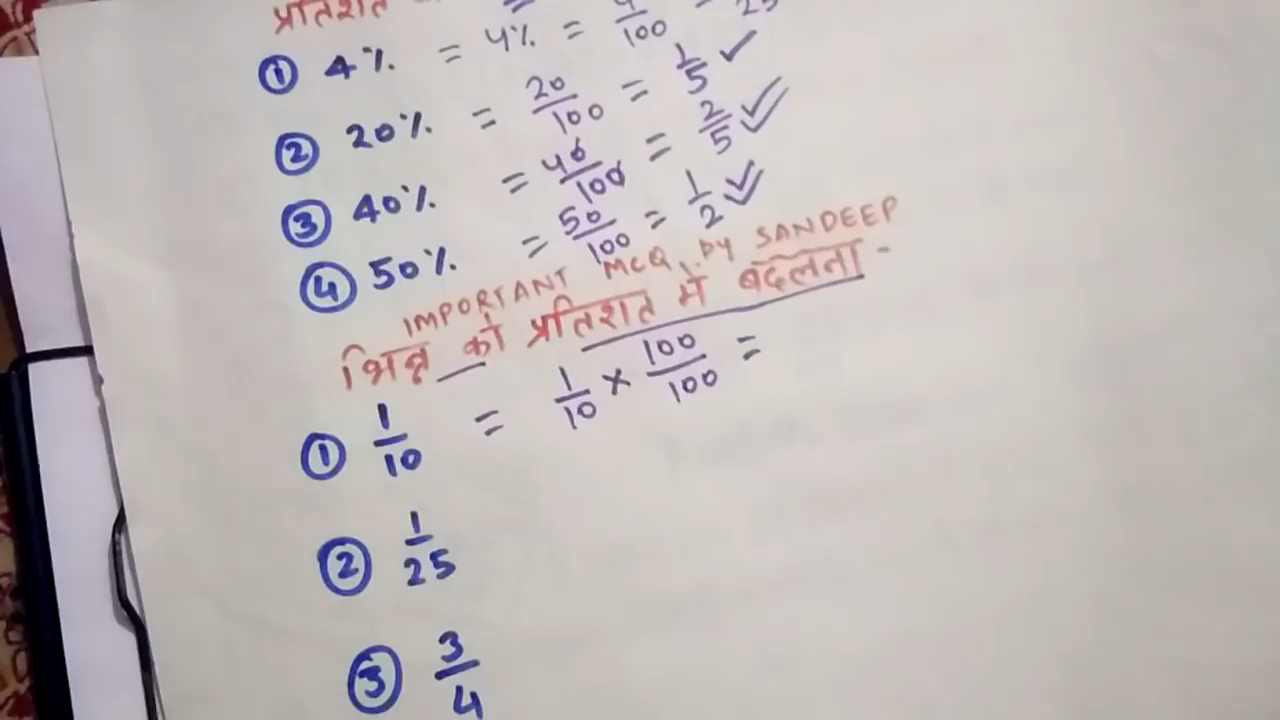 प्रतिशत
① 4% = 4% = 4/100 = 25
② 20% = 20/100 = 1/5 ✓
③ 40% = 40/100 = 2/5 ✓
④ 50% = 50/100 = 1/2 ✓
IMPORTANT MCQ BY SANDEEP
भिन्न को प्रतिशत में बदलना -
① 1/10 = 1/10 × 100/100 =
② 1/25
③ 3/4